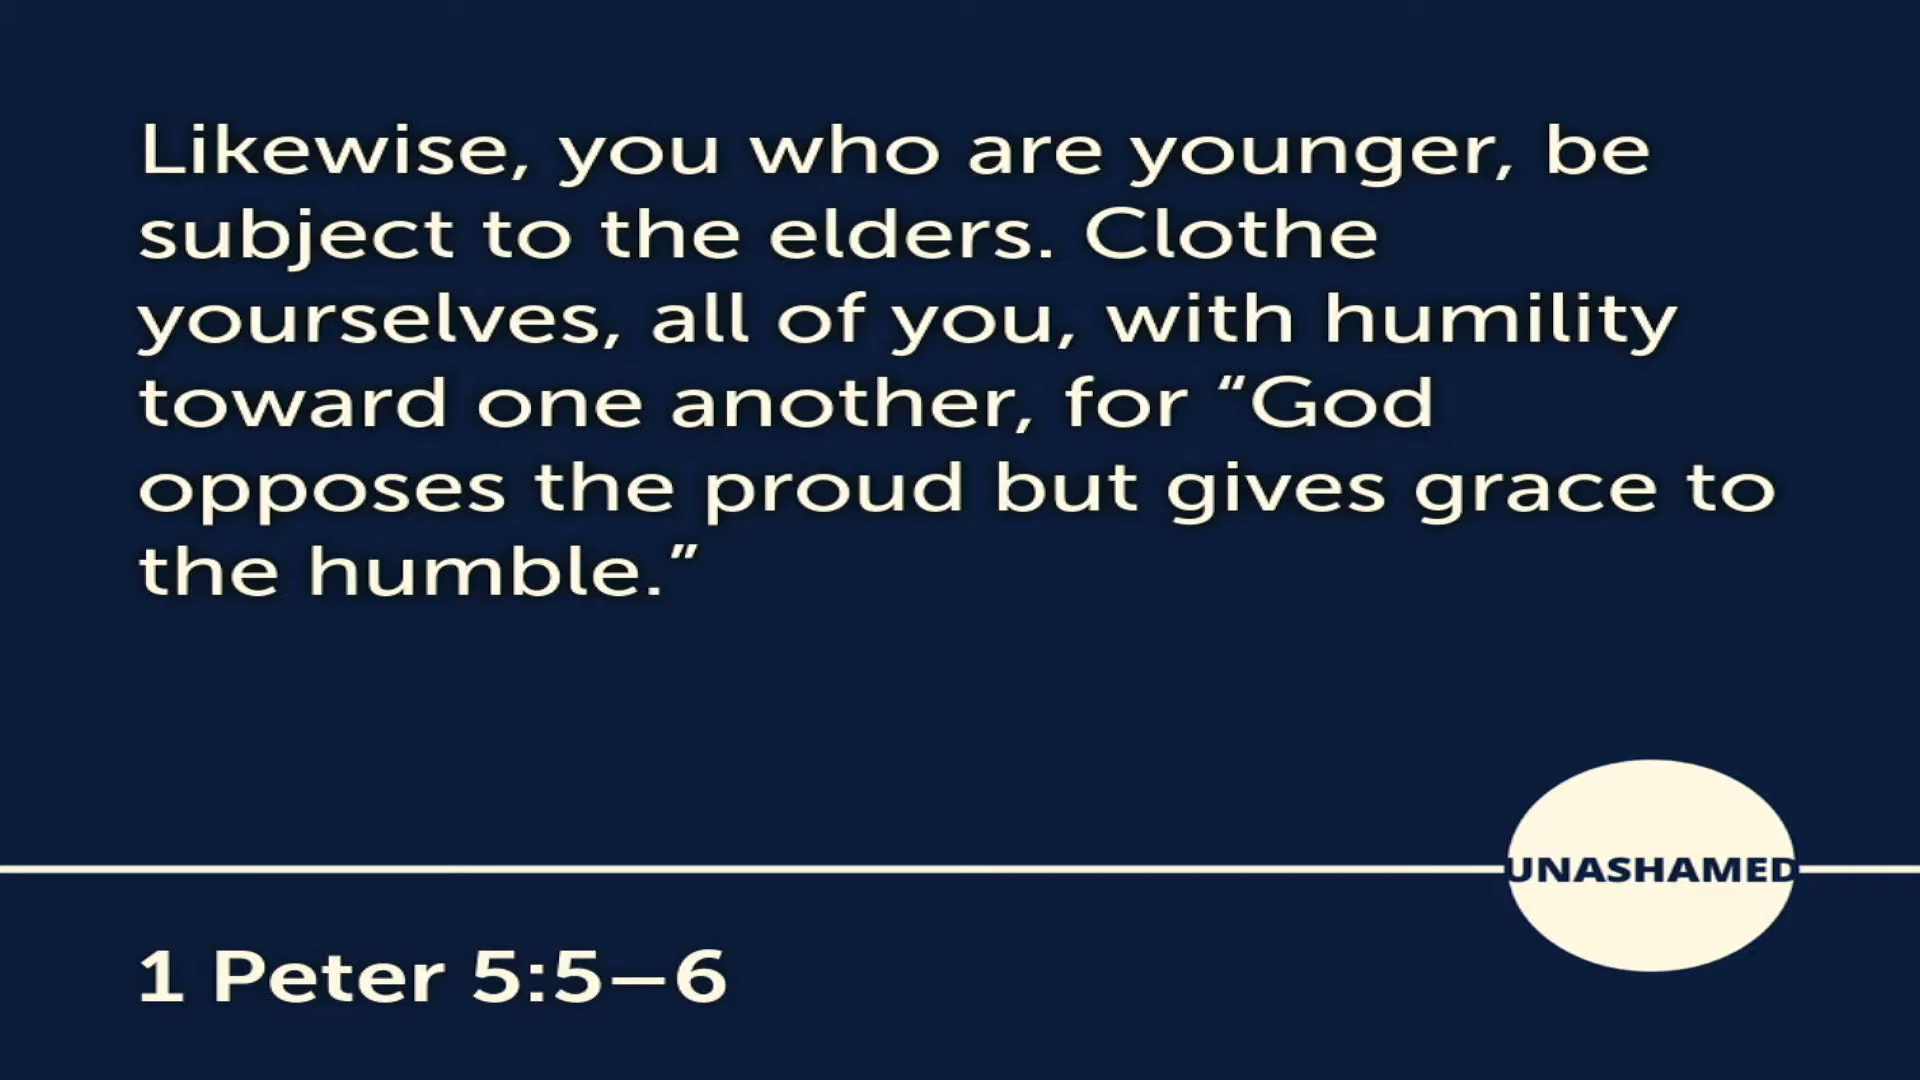 Likewise, you who are younger, be
subject to the elders. Clothe
yourselves, all of you, with humility
toward one another, for “God
opposes the proud but gives grace to
the humble.”
UNASHAMED
1 Peter 5:5–6